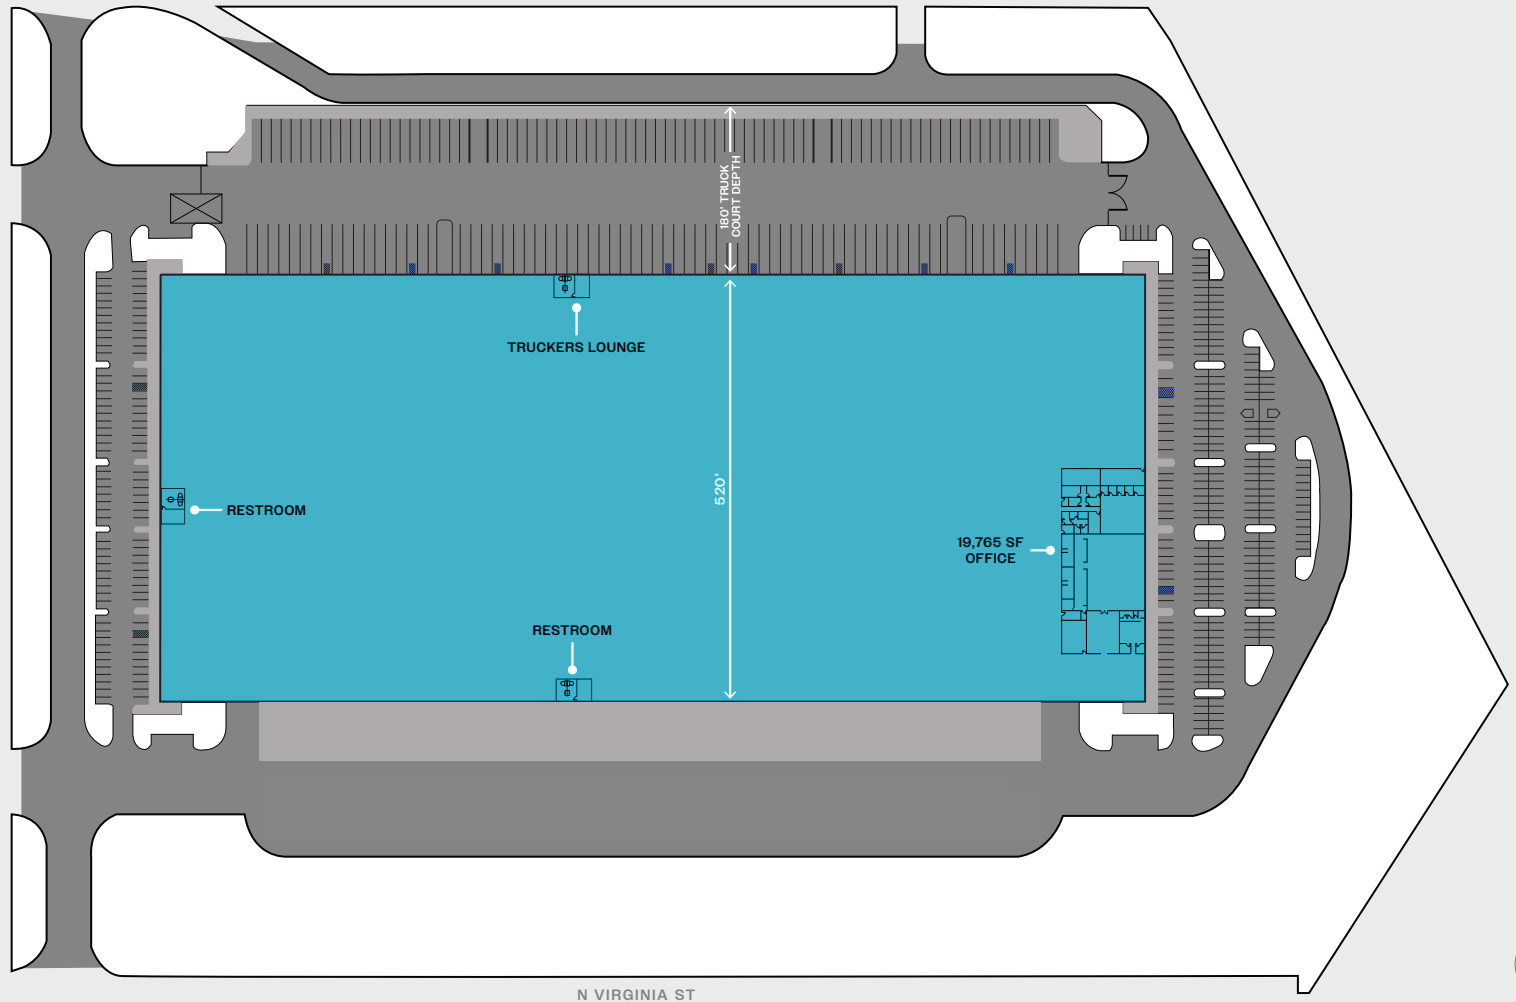 180' TRUCK
COURT DEPTH
TRUCKERS LOUNGE
520'
RESTROOM
19,765 SF
OFFICE
RESTROOM
N VIRGINIA ST